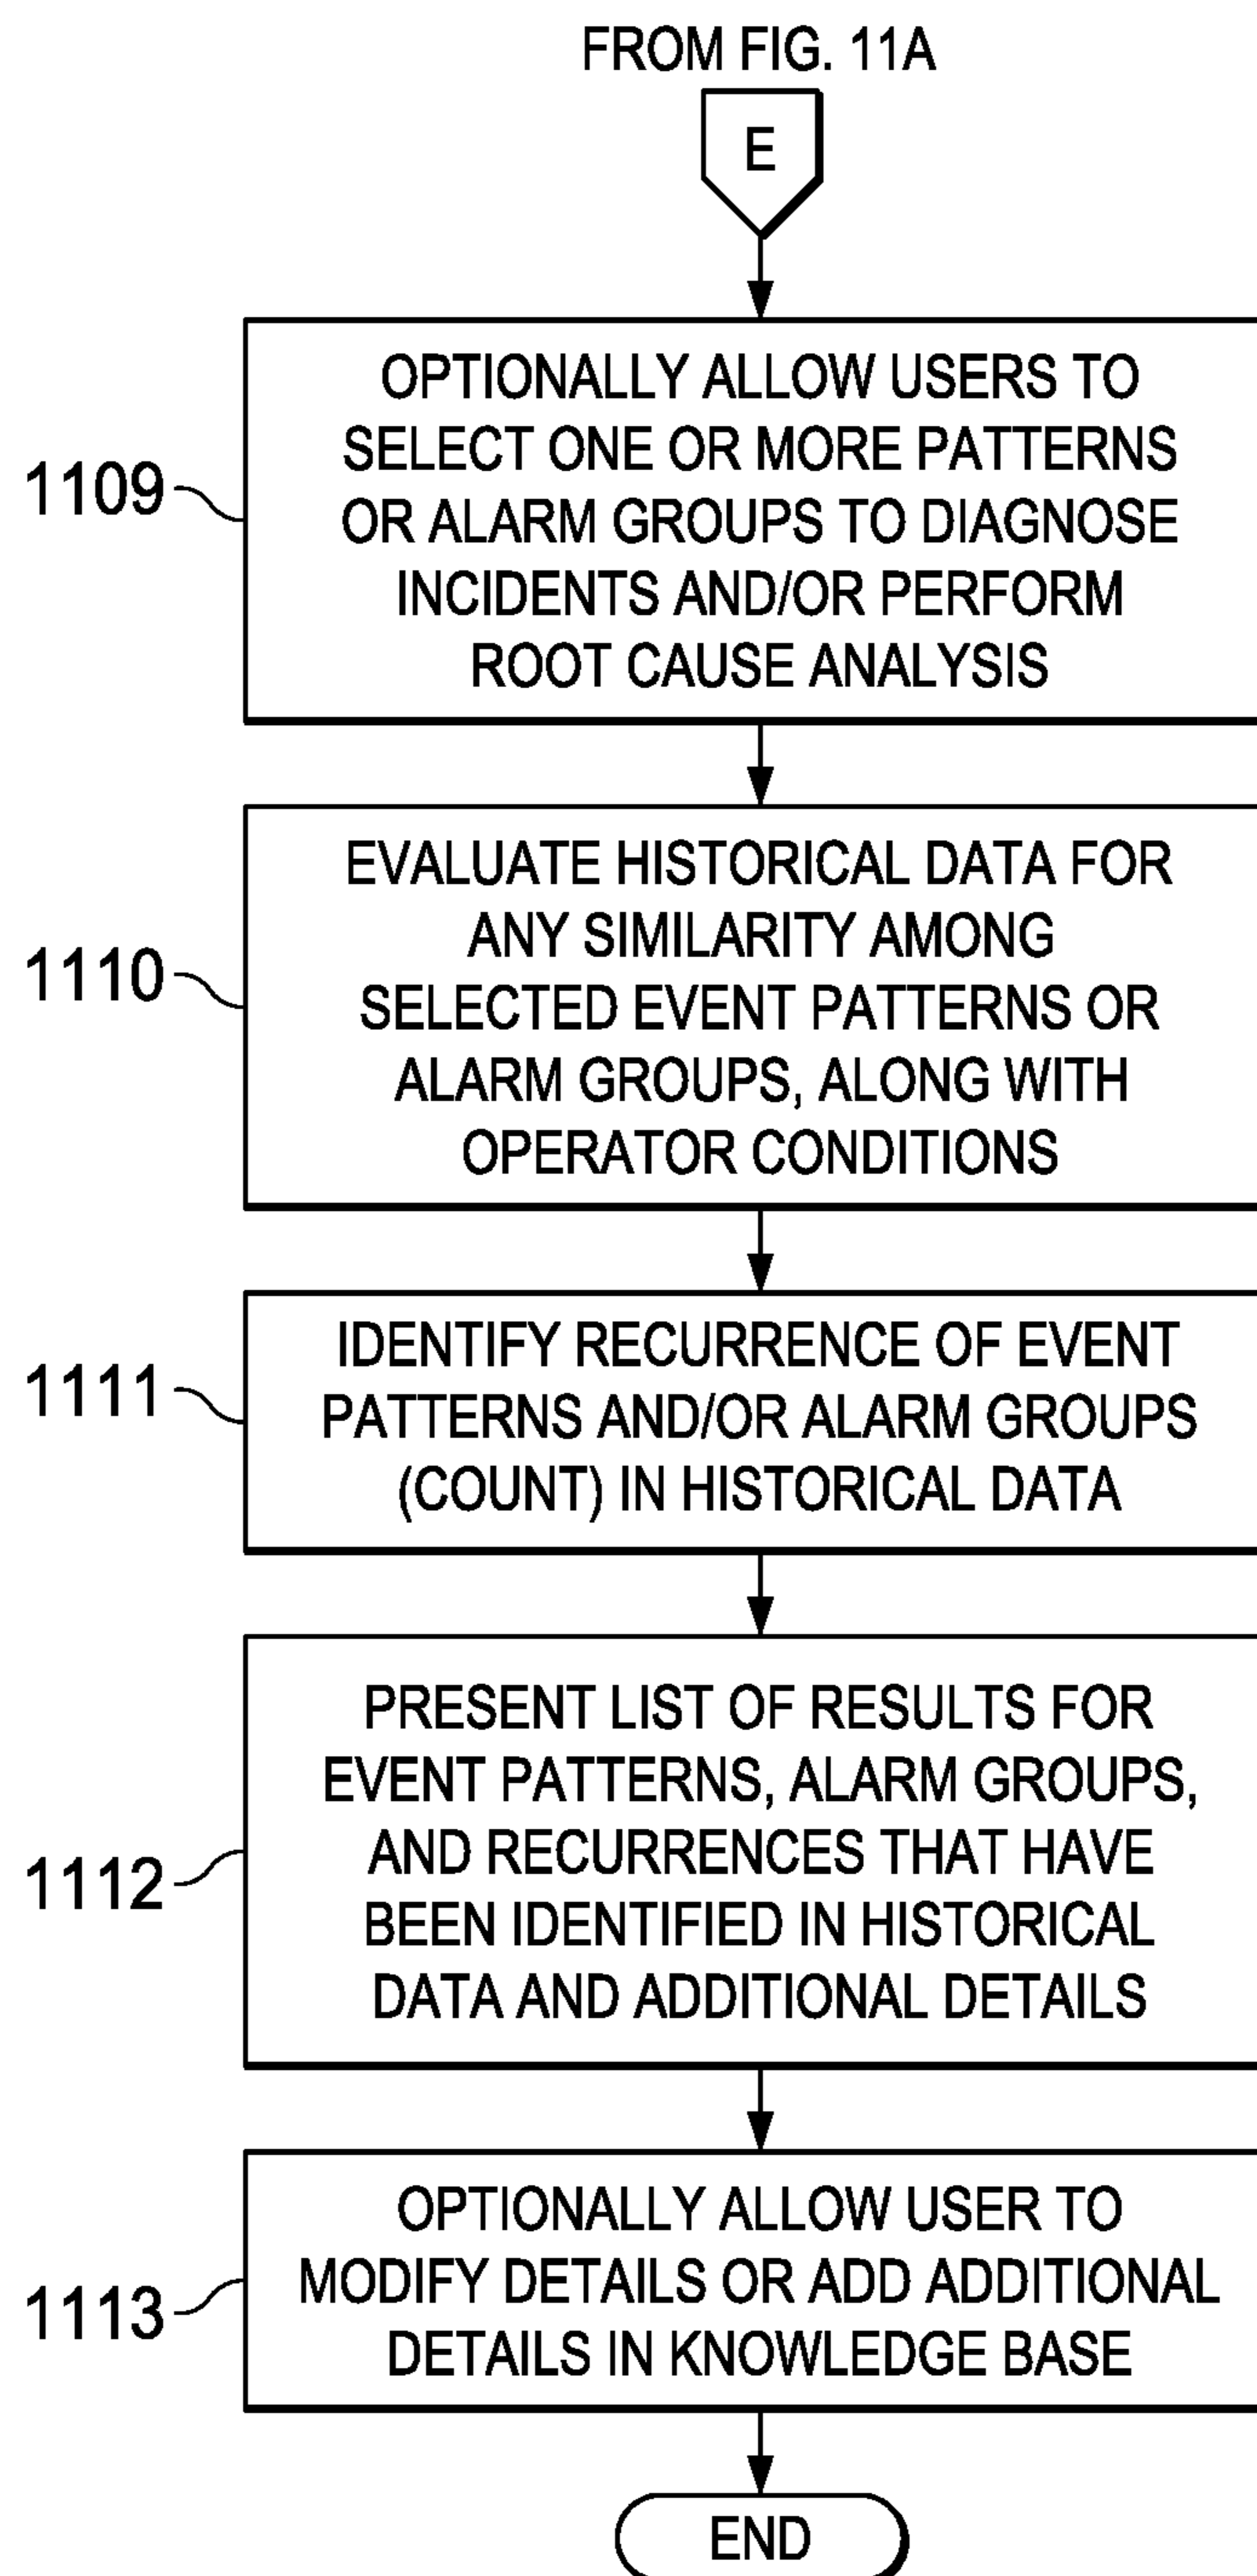 FROM FIG. 11A
E
1109
OPTIONALLY ALLOW USERS TO
SELECT ONE OR MORE PATTERNS
OR ALARM GROUPS TO DIAGNOSE
INCIDENTS AND/OR PERFORM
ROOT CAUSE ANALYSIS
1110
EVALUATE HISTORICAL DATA FOR
ANY SIMILARITY AMONG
SELECTED EVENT PATTERNS OR
ALARM GROUPS, ALONG WITH
OPERATOR CONDITIONS
1111
IDENTIFY RECURRENCE OF EVENT
PATTERNS AND/OR ALARM GROUPS
(COUNT) IN HISTORICAL DATA
1112
PRESENT LIST OF RESULTS FOR
EVENT PATTERNS, ALARM GROUPS,
AND RECURRENCES THAT HAVE
BEEN IDENTIFIED IN HISTORICAL
DATA AND ADDITIONAL DETAILS
1113
OPTIONALLY ALLOW USER TO
MODIFY DETAILS OR ADD ADDITIONAL
DETAILS IN KNOWLEDGE BASE
END